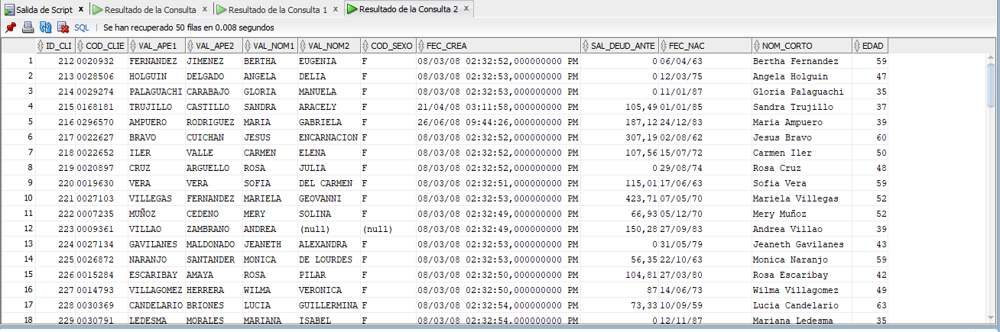 Salida de Script x Resultado de la Consulta x Resultado de la Consulta 1 x Resultado de la Consulta 2 x
SQL | Se han recuperado 50 filas en 0.008 segundos
ID_CLI COD_CLIE VAL_APE1 VAL_APE2 VAL_NOM1 VAL_NOM2 COD_SEXO FEC_CREA SAL_DEUD_ANTE FEC_NAC NOM_CORTO EDAD
1 212 0020932 FERNANDEZ JIMENEZ BERTHA EUGENIA F 08/03/08 02:32:52,000000000 PM 0 06/04/63 Bertha Fernandez 59
2 213 0028506 HOLGUIN DELGADO ANGELA DELIA F 08/03/08 02:32:53,000000000 PM 0 12/03/75 Angela Holguin 47
3 214 0029274 PALAGUACHI CARABAJO GLORIA MANUELA F 08/03/08 02:32:53,000000000 PM 0 11/01/87 Gloria Palaguachi 35
4 215 0168181 TRUJILLO CASTILLO SANDRA ARACELY F 21/04/08 03:11:58,000000000 PM 105,49 01/01/85 Sandra Trujillo 37
5 216 0296570 AMPUERO RODRIGUEZ MARIA GABRIELA F 26/06/08 09:44:26,000000000 PM 187,12 24/12/83 Maria Ampuero 39
6 217 0022627 BRAVO CUICHAN JESUS ENCARNACION F 08/03/08 02:32:52,000000000 PM 307,19 02/08/62 Jesus Bravo 60
7 218 0022652 ILER VALLE CARMEN ELENA F 08/03/08 02:32:52,000000000 PM 107,56 15/07/72 Carmen Iler 50
8 219 0020897 CRUZ ARGUELLO ROSA JULIA F 08/03/08 02:32:52,000000000 PM 0 29/08/74 Rosa Cruz 48
9 220 0019630 VERA VERA SOFIA DEL CARMEN F 08/03/08 02:32:51,000000000 PM 115,01 17/06/63 Sofia Vera 59
10 221 0027103 VILLEGAS FERNANDEZ MARIELA GEOVANNI F 08/03/08 02:32:53,000000000 PM 423,71 07/05/70 Mariela Villegas 52
11 222 0007235 MUÑOZ CEDENO MERY SOLINA F 08/03/08 02:32:49,000000000 PM 66,93 05/12/70 Mery Muñoz 52
12 223 0009361 VILLAO ZAMBRANO ANDREA (null) (null) 08/03/08 02:32:49,000000000 PM 150,28 27/09/83 Andrea Villao 39
13 224 0027134 GAVILANES MALDONADO JEANETH ALEXANDRA F 08/03/08 02:32:53,000000000 PM 0 31/05/79 Jeaneth Gavilanes 43
14 225 0026872 NARANJO SANTANDER MONICA DE LOURDES F 08/03/08 02:32:53,000000000 PM 56,35 22/10/63 Monica Naranjo 59
15 226 0015284 ESCARIBAY AMAYA ROSA PILAR F 08/03/08 02:32:50,000000000 PM 104,81 27/03/80 Rosa Escaribay 42
16 227 0014793 VILLAGOMEZ HERRERA WILMA VERONICA F 08/03/08 02:32:50,000000000 PM 87 14/06/73 Wilma Villagomez 49
17 228 0030369 CANDELARIO BRIONES LUCIA GUILLERMINA F 08/03/08 02:32:54,000000000 PM 73,33 10/09/59 Lucia Candelario 63
18 229 0030791 LEDESMA MORALES MARIANA ISABEL F 08/03/08 02:32:54,000000000 PM 0 12/11/87 Mariana Ledesma 35